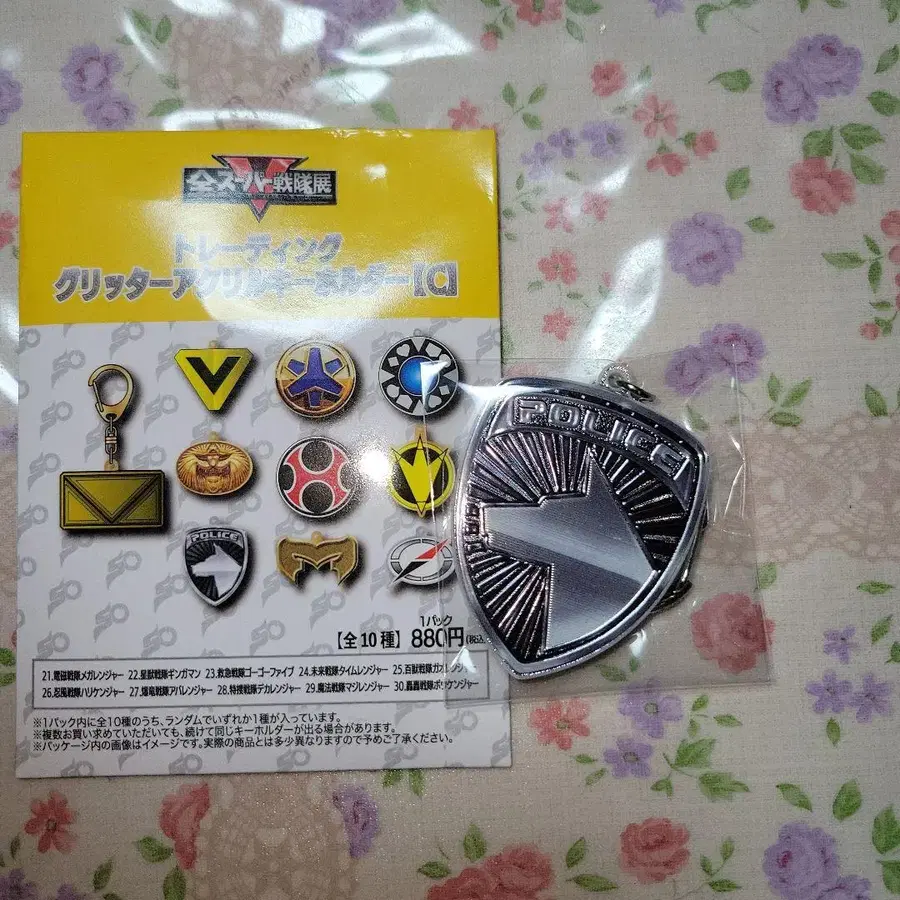 全スーパー戦隊展
トレーディング
グリッターアクリルキーホルダー【C】
POLICE
POLICE
1パック
【全10種】 880円(税込
21.電磁戦隊メガレンジャー 22.星獣戦隊ギンガマン 23.救急戦隊ゴーゴーファイブ 24.未来戦隊タイムレンジャー 25.百獣戦隊ガオレンジャー
26.忍風戦隊ハリケンジャー 27.爆竜戦隊アバレンジャー 28.特捜戦隊デカレンジャー 29.魔法戦隊マジレンジャー 30.轟轟戦隊ボウケンジャー
※1パック内に全10種のうち、ランダムでいずれか1種が入っています。
※複数お買い求めていただいても、続けて同じキーホルダーが出る場合があります。
※パッケージ内の画像はイメージです。実際の商品とは多少異なりますので予めご了承ください。